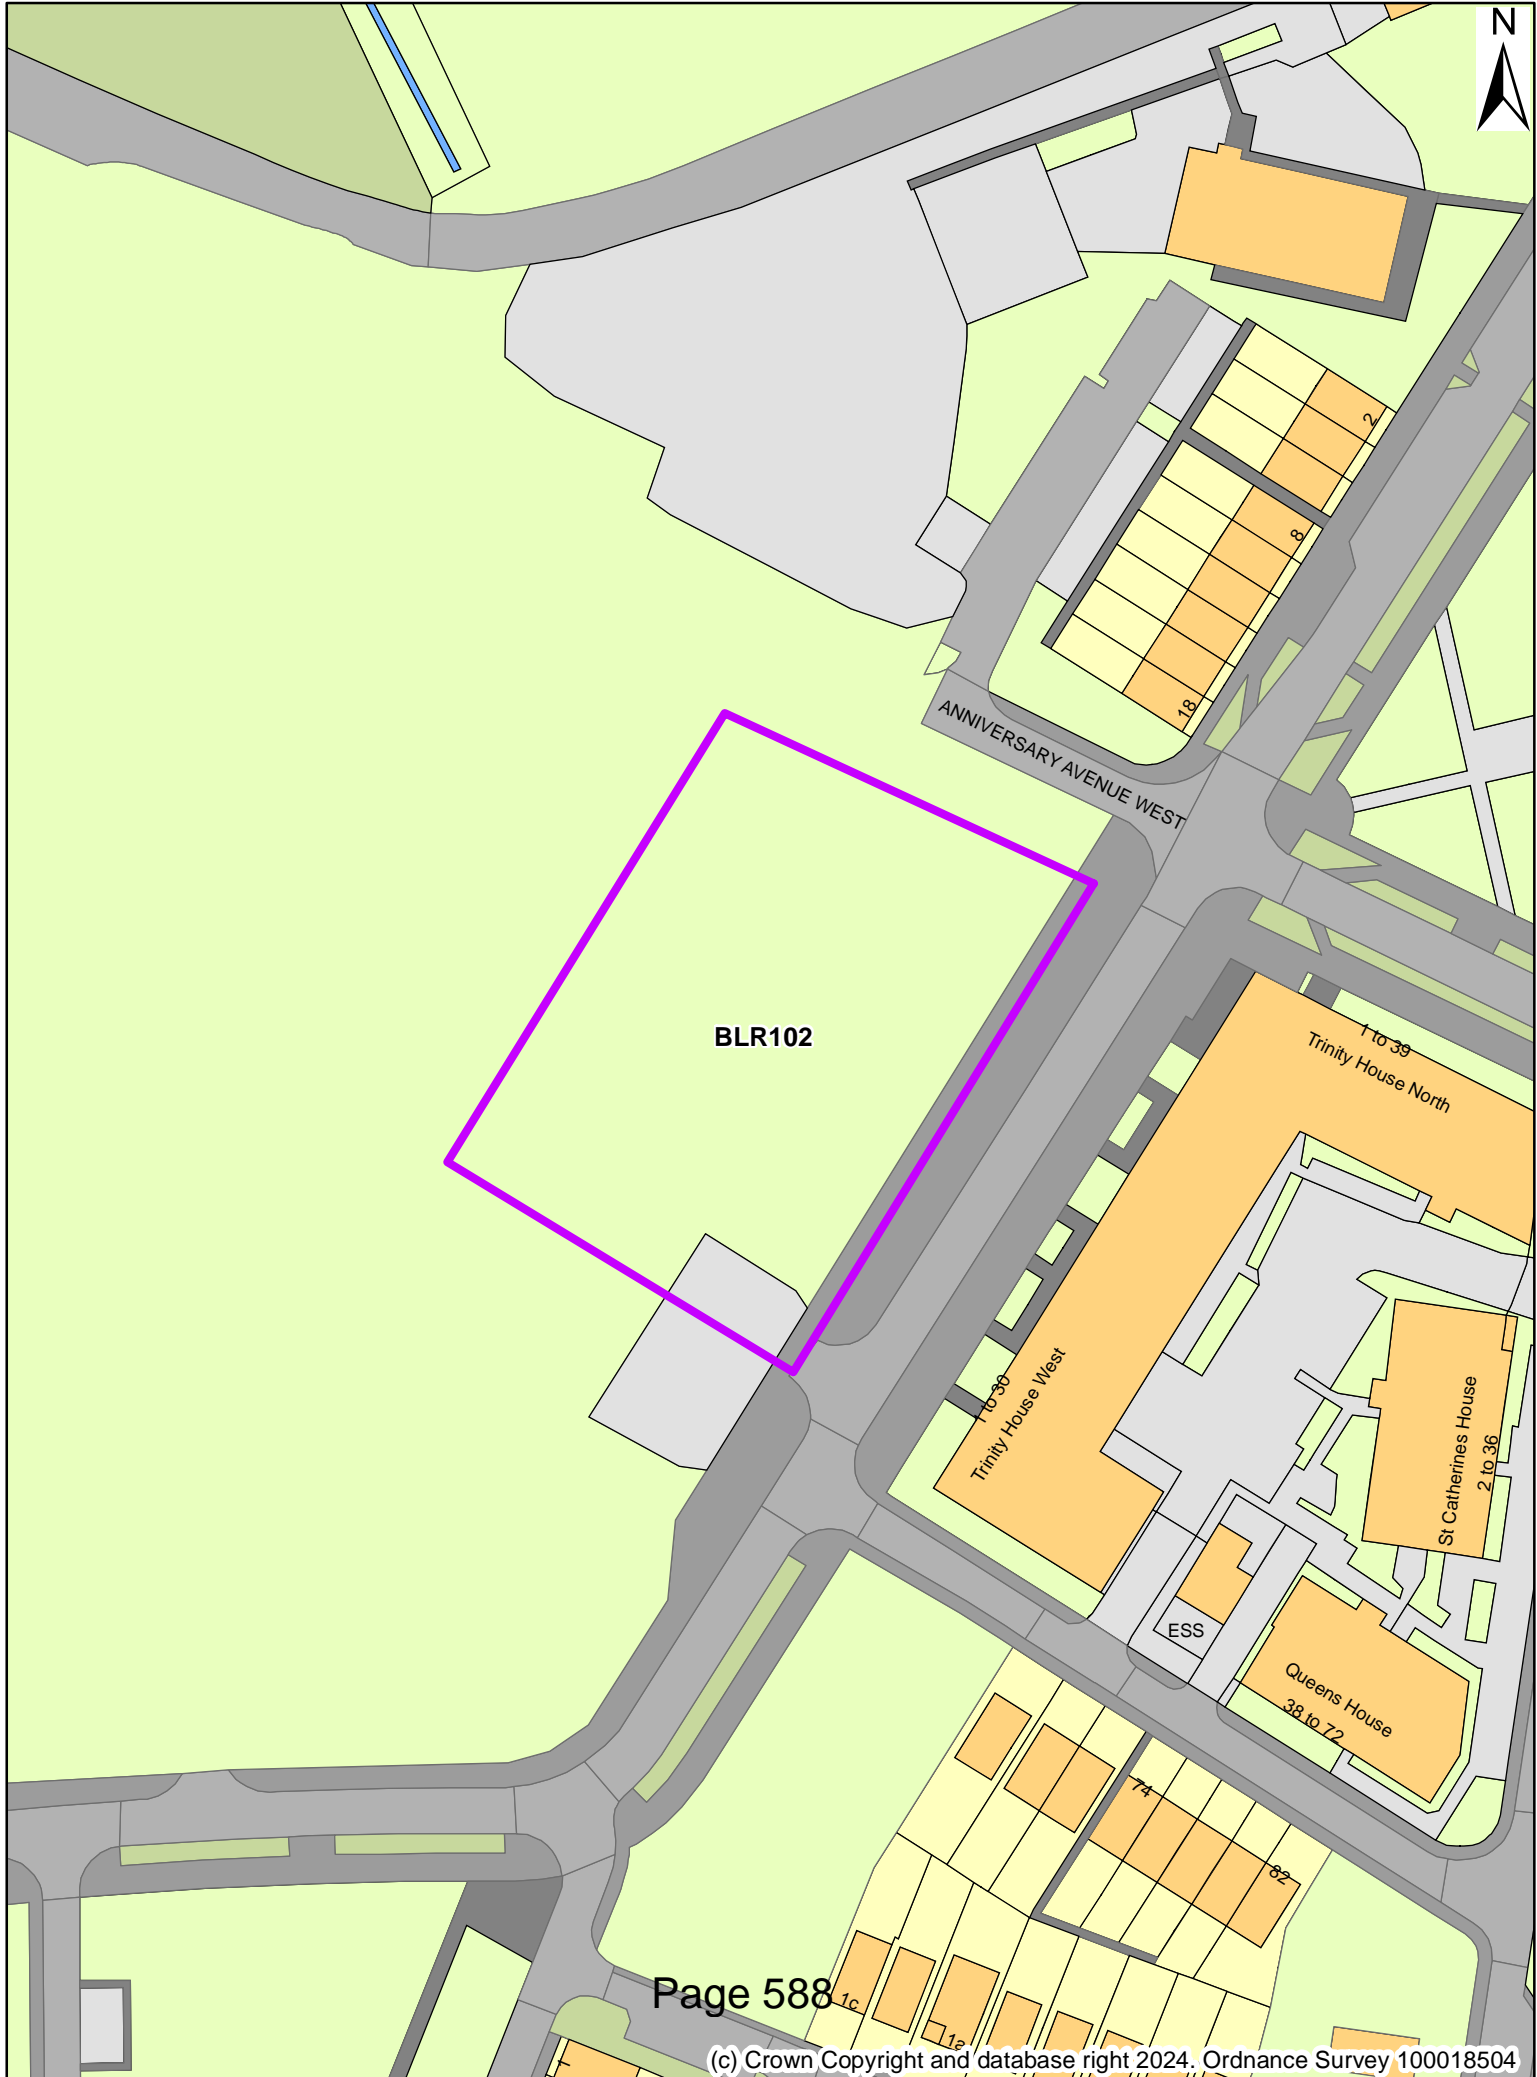 N
2
8
18
ANNIVERSARY AVENUE WEST
BLR102
1 to 39
Trinity House North
1 to 30
Trinity House West
St Catherines House
2 to 36
ESS
Queens House
38 to 72
74
82
Page 588
1c
1a
1
(c) Crown Copyright and database right 2024. Ordnance Survey 100018504